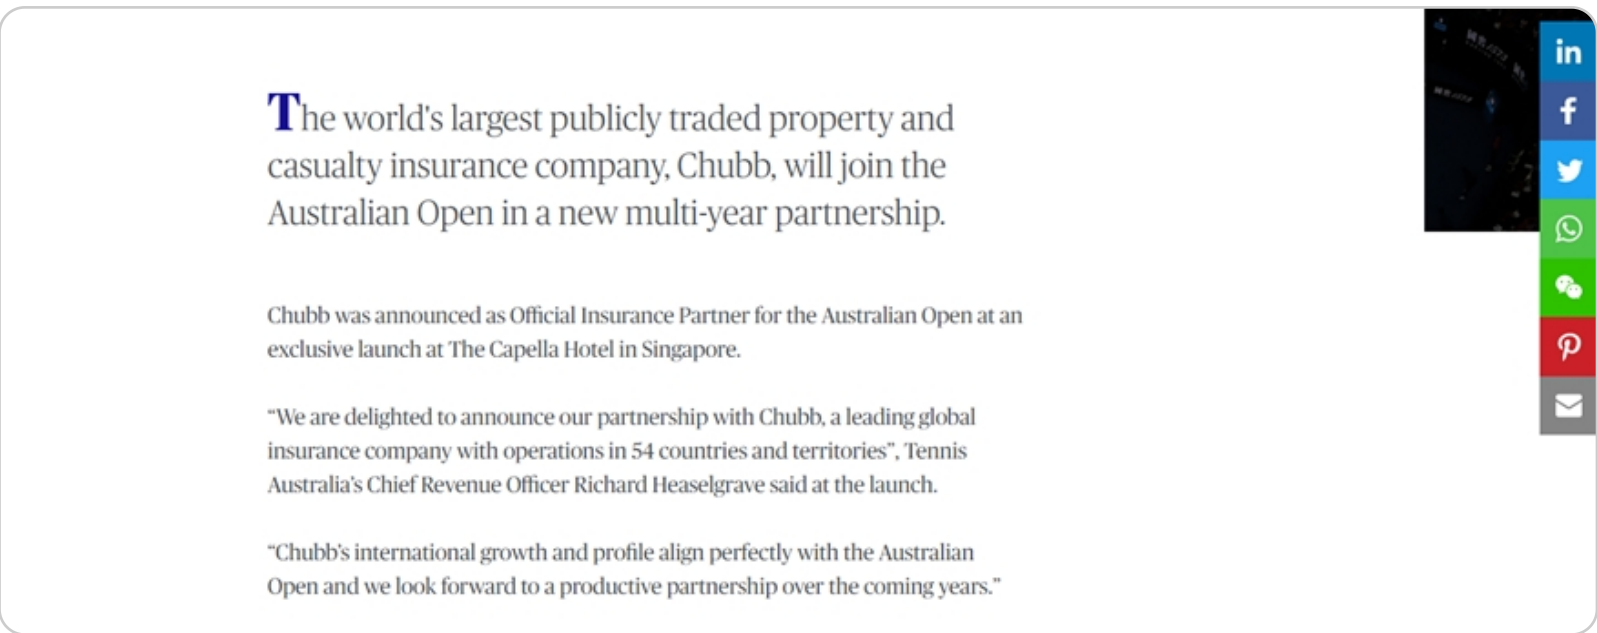 The world's largest publicly traded property and
casualty insurance company, Chubb, will join the
Australian Open in a new multi-year partnership.
Chubb was announced as Official Insurance Partner for the Australian Open at an
exclusive launch at The Capella Hotel in Singapore.
“We are delighted to announce our partnership with Chubb, a leading global
insurance company with operations in 54 countries and territories”, Tennis
Australia’s Chief Revenue Officer Richard Heaselgrave said at the launch.
“Chubb’s international growth and profile align perfectly with the Australian
Open and we look forward to a productive partnership over the coming years.”
in
f